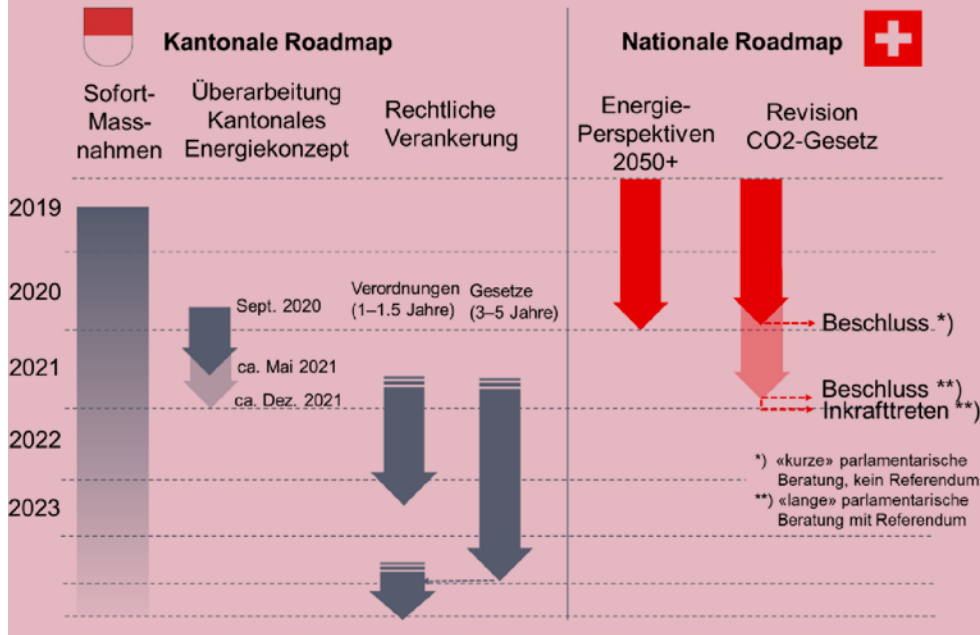 Kantonale Roadmap
Nationale Roadmap
Sofort-
Mass-
nahmen
Überarbeitung
Kantonales
Energiekonzept
Rechtliche
Verankerung
Energie-
Perspektiven
2050+
Revision
CO2-Gesetz
2019
2020
2021
2022
2023
Sept. 2020
ca. Mai 2021
ca. Dez. 2021
Verordnungen
(1–1.5 Jahre)
Gesetze
(3–5 Jahre)
Beschluss *)
Beschluss **)
Inkrafttreten **)
*) «kurze» parlamentarische
Beratung, kein Referendum
**) «lange» parlamentarische
Beratung mit Referendum